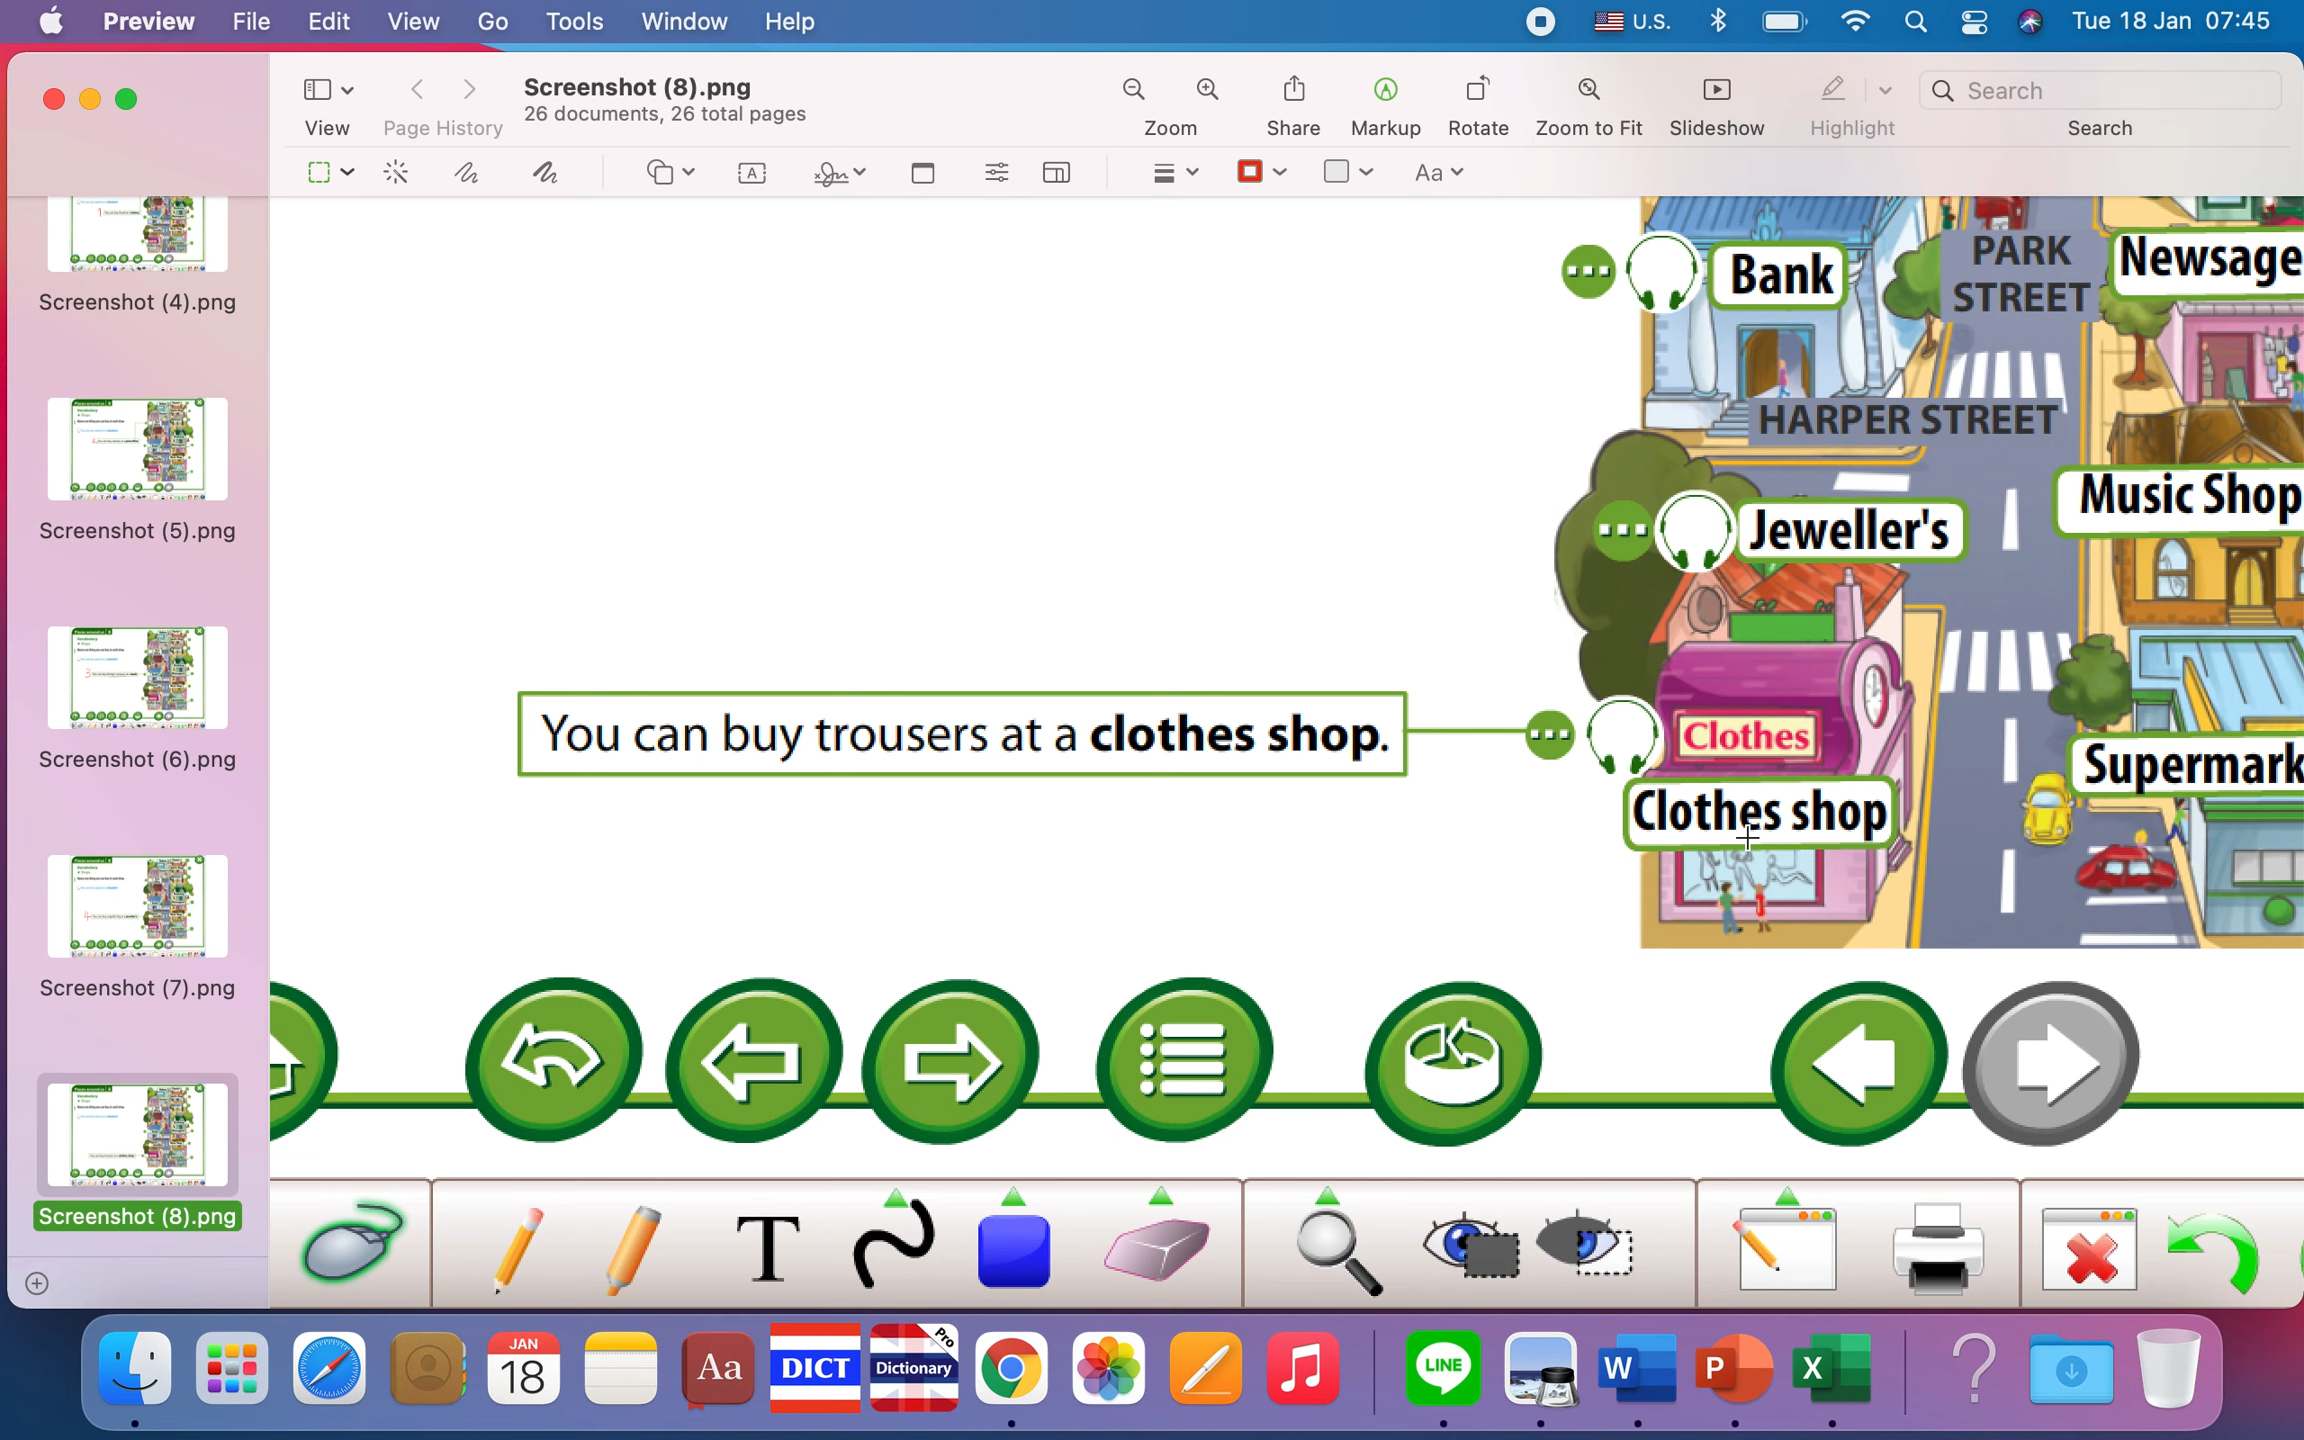 Preview File Edit View Go Tools Window Help U.S. Tue 18 Jan 07:45
Screenshot (8).png
26 documents, 26 total pages
View Page History Zoom Share Markup Rotate Zoom to Fit Slideshow Highlight Search
Search
Aa
Screenshot (4).png
Screenshot (5).png
Screenshot (6).png
Screenshot (7).png
Screenshot (8).png
Bank
PARK
STREET
Newsage
HARPER STREET
Jeweller's
Music Shop
You can buy trousers at a clothes shop.
Clothes
Clothes shop
Supermark
T
JAN
18
Aa
DICT
Pro
Dictionary
LINE
W
P
X